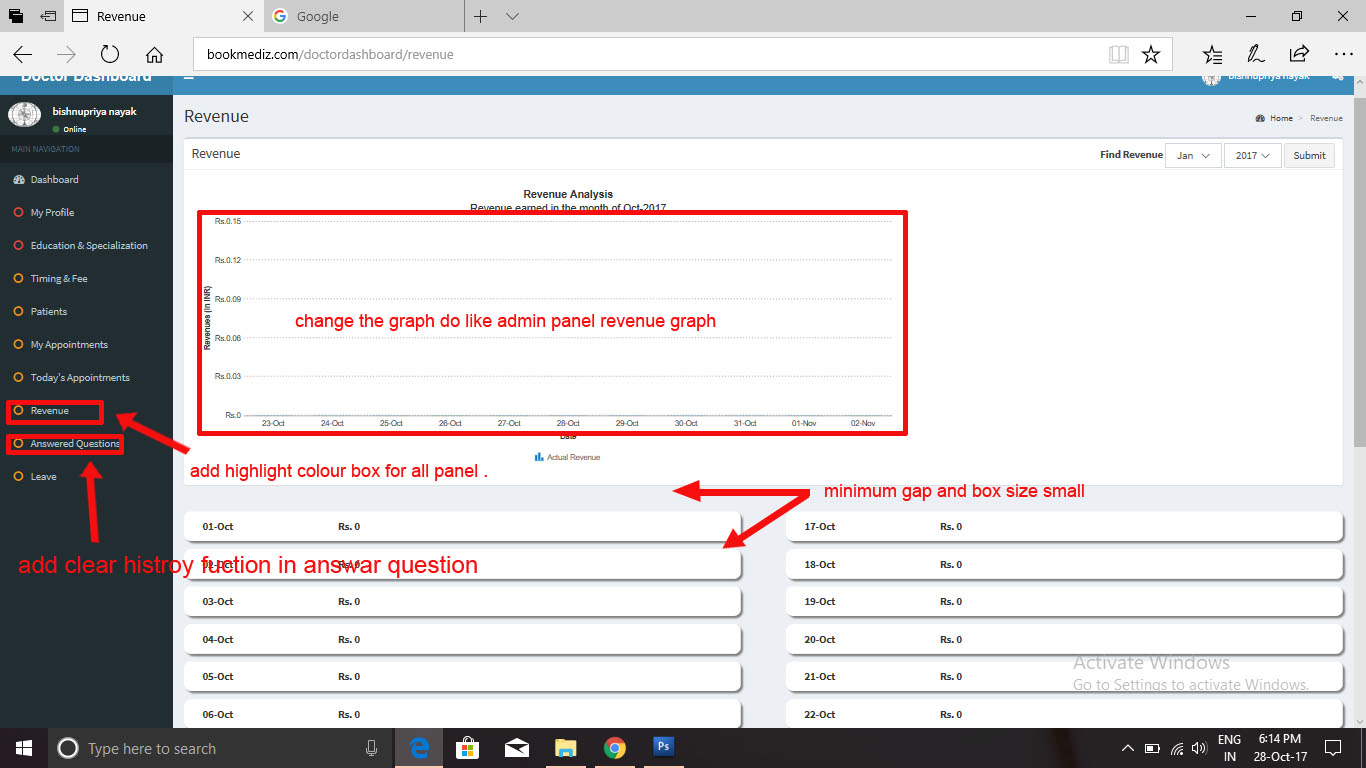 Revenue
Google
bookmediz.com/doctordashboard/revenue
Doctor Dashboard
bishnupriya nayak
bishnupriya nayak
Online
MAIN NAVIGATION
Dashboard
My Profile
Education & Specialization
Timing & Fee
Patients
My Appointments
Today's Appointments
Revenue
Answered Questions
Leave
Revenue
Home > Revenue
Revenue
Find Revenue Jan 2017 Submit
Revenue Analysis
Revenue earned in the month of Oct-2017
Revenues (In INR)
Rs.0.15
Rs.0.12
Rs.0.09
change the graph do like admin panel revenue graph
Rs.0.06
Rs.0.03
Rs.0
23-Oct 24-Oct 25-Oct 26-Oct 27-Oct 28-Oct 29-Oct 30-Oct 31-Oct 01-Nov 02-Nov
Date
Actual Revenue
add highlight colour box for all panel .
minimum gap and box size small
add clear histroy fuction in answar question
01-Oct Rs. 0 17-Oct Rs. 0
02-Oct Rs. 0 18-Oct Rs. 0
03-Oct Rs. 0 19-Oct Rs. 0
04-Oct Rs. 0 20-Oct Rs. 0
05-Oct Rs. 0 21-Oct Rs. 0
06-Oct Rs. 0 22-Oct Rs. 0
Activate Windows
Go to Settings to activate Windows.
Type here to search
Ps
ENG
IN
6:14 PM
28-Oct-17